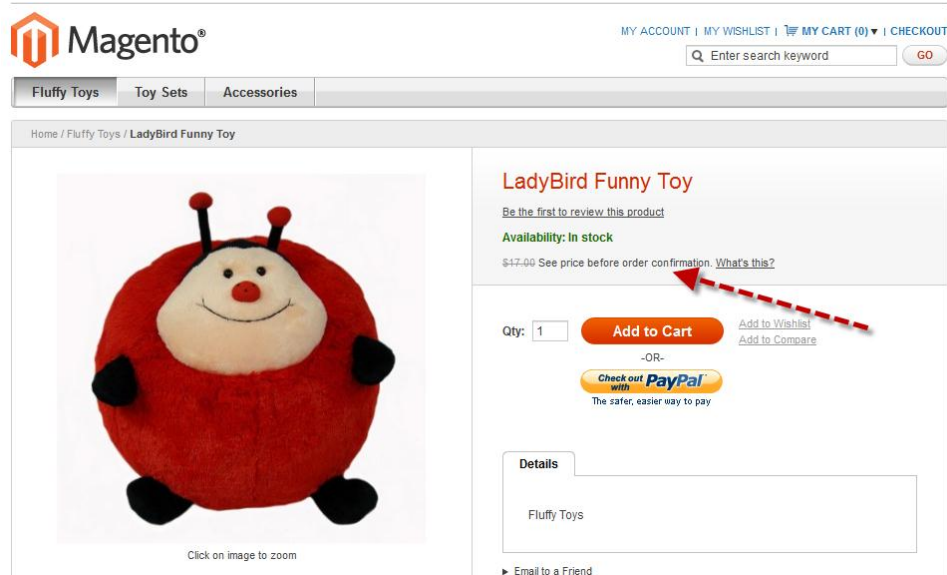 Magento®
MY ACCOUNT | MY WISHLIST | MY CART (0) ▼ | CHECKOUT
Enter search keyword GO
Fluffy Toys Toy Sets Accessories
Home / Fluffy Toys / LadyBird Funny Toy
LadyBird Funny Toy
Be the first to review this product
Availability: In stock
$17.00 See price before order confirmation. What's this?
Qty: 1 Add to Cart Add to Wishlist
Add to Compare
-OR-
Check out with PayPal
The safer, easier way to pay
Details
Fluffy Toys
Click on image to zoom
► Email to a Friend